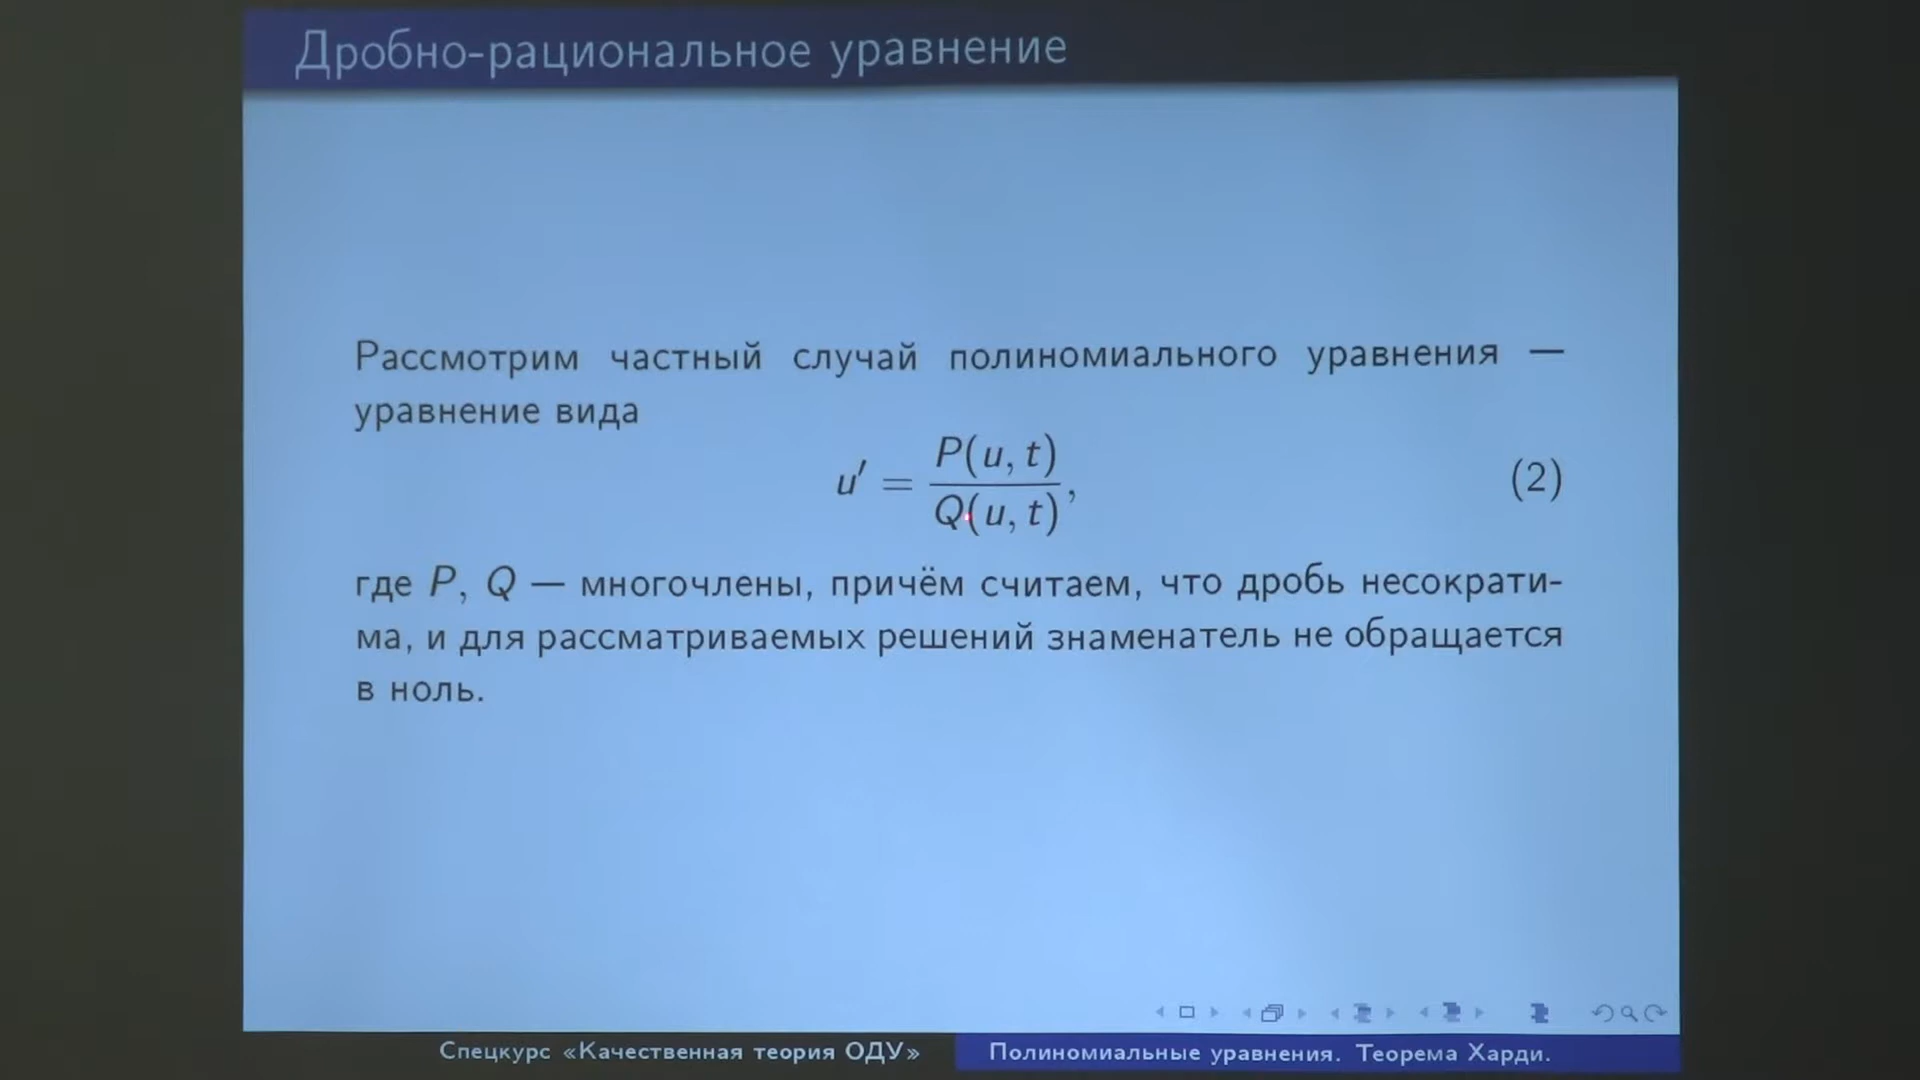 Дробно-рациональное уравнение
Рассмотрим частный случай полиномиального уравнения —
уравнение вида
u′ = P(u, t) / Q(u, t), (2)
где P, Q — многочлены, причём считаем, что дробь несократи-
ма, и для рассматриваемых решений знаменатель не обращается
в ноль.
Спецкурс «Качественная теория ОДУ» Полиномиальные уравнения. Теорема Харди.